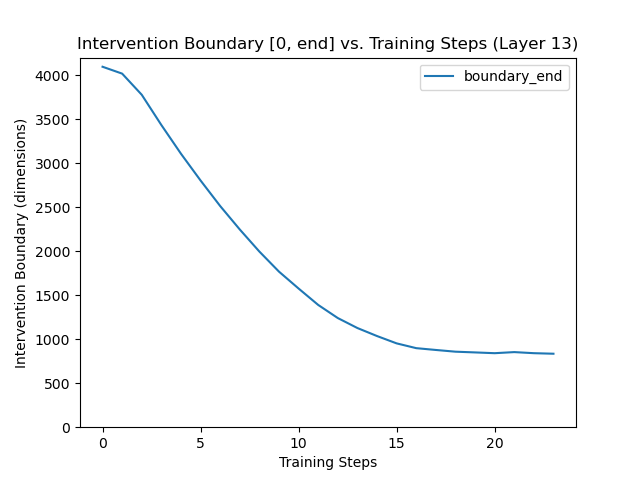 Intervention Boundary [0, end] vs. Training Steps (Layer 13)
boundary_end
Intervention Boundary (dimensions)
4000
3500
3000
2500
2000
1500
1000
500
0
0 5 10 15 20
Training Steps